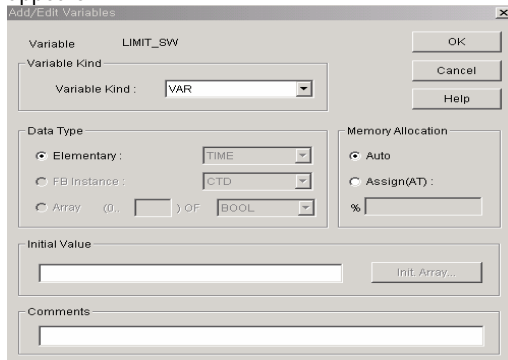 Add/Edit Variables
Variable LIMIT_SW
OK
Variable Kind
Cancel
Variable Kind : VAR
Help
Data Type
Memory Allocation
Elementary : TIME
Auto
FB Instance : CTD
Assign(AT) :
Array (0.. ) OF BOOL
%
Initial Value
Init. Array...
Comments